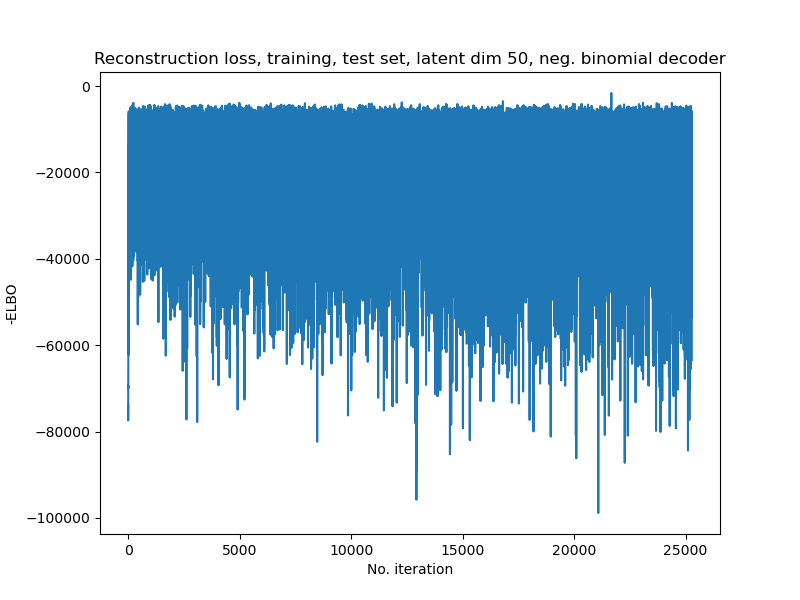 Reconstruction loss, training, test set, latent dim 50, neg. binomial decoder
0
−20000
−40000
−60000
−80000
−100000
-ELBO
0 5000 10000 15000 20000 25000
No. iteration